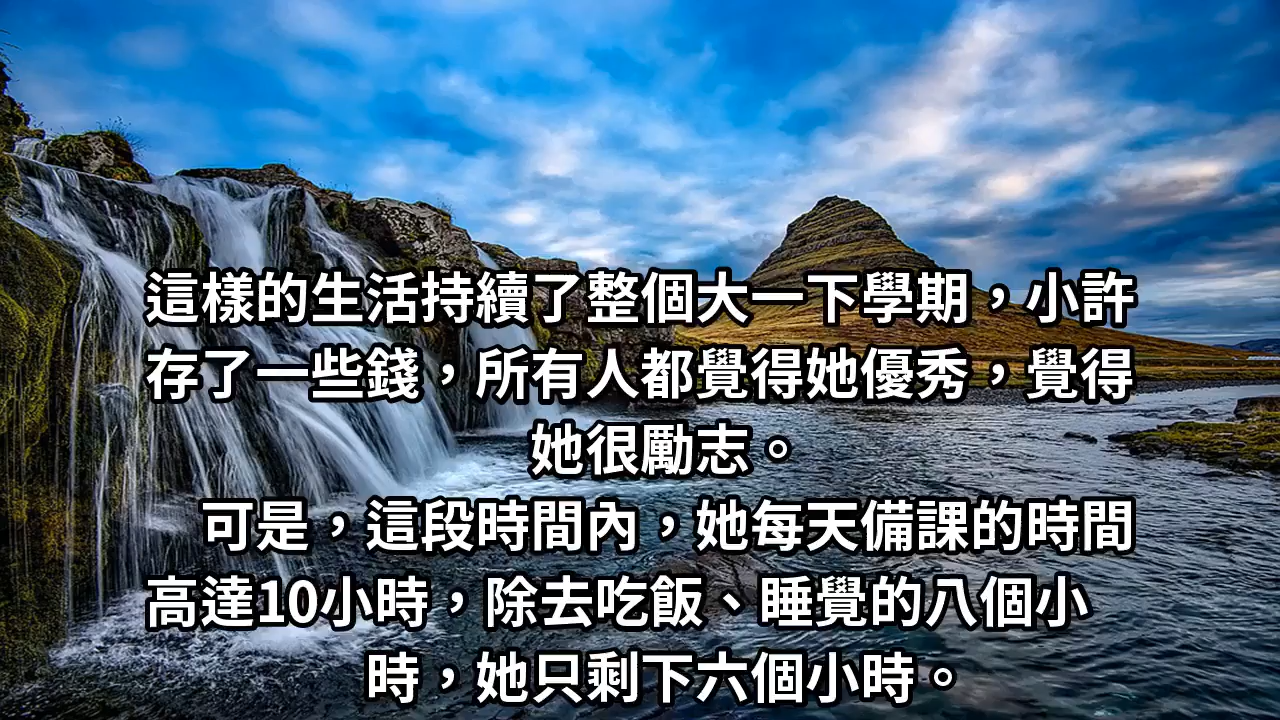 這樣的生活持續了整個大一下學期，小許
存了一些錢，所有人都覺得她優秀，覺得
她很勵志。
可是，這段時間內，她每天備課的時間
高達10小時，除去吃飯、睡覺的八個小
時，她只剩下六個小時。